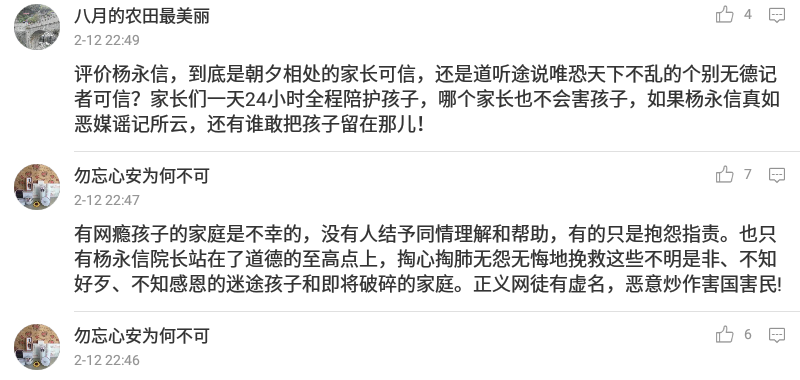 八月的农田最美丽
4
2-12 22:49
评价杨永信，到底是朝夕相处的家长可信，还是道听途说唯恐天下不乱的个别无德记
者可信？家长们一天24小时全程陪护孩子，哪个家长也不会害孩子，如果杨永信真如
恶媒谣记所云，还有谁敢把孩子留在那儿！
勿忘心安为何不可
7
2-12 22:47
有网瘾孩子的家庭是不幸的，没有人结予同情理解和帮助，有的只是抱怨指责。也只
有杨永信院长站在了道德的至高点上，掏心掏肺无怨无悔地挽救这些不明是非、不知
好歹、不知感恩的迷途孩子和即将破碎的家庭。正义网徒有虚名，恶意炒作害国害民!
勿忘心安为何不可
6
2-12 22:46